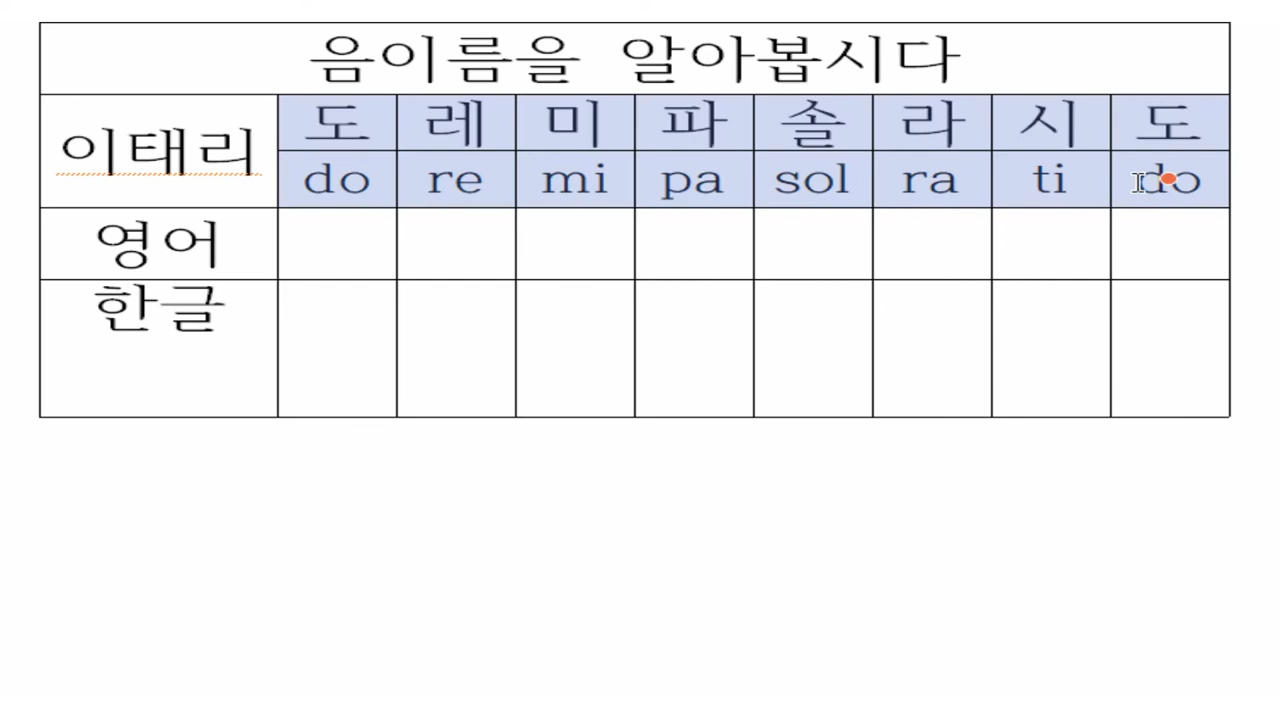 음이름을 알아봅시다
이태리 도 레 미 파 솔 라 시 도
do re mi pa sol ra ti do
영어
한글